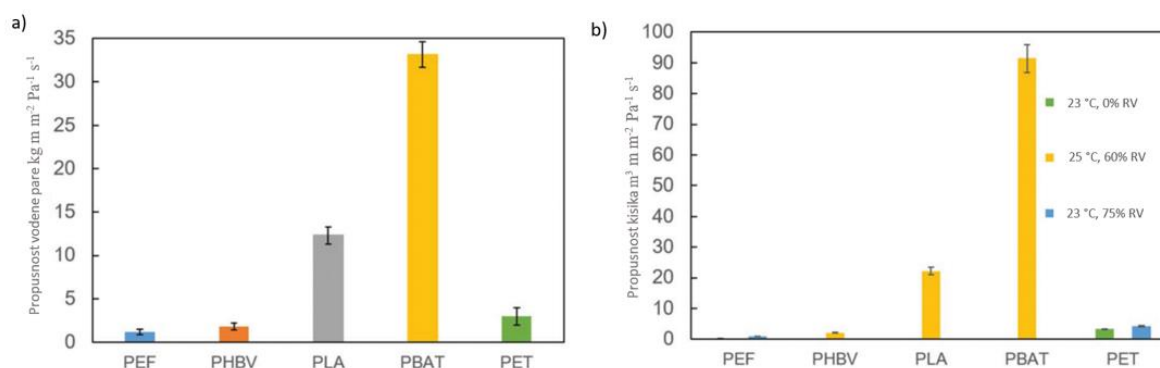 a)
Propusnost vodene pare kg m m⁻² Pa⁻¹ s⁻¹
35
30
25
20
15
10
5
0
PEF PHBV PLA PBAT PET
b)
Propusnost kisika m³ m m⁻² Pa⁻¹ s⁻¹
100
90
80
70
60
50
40
30
20
10
0
PEF PHBV PLA PBAT PET
23 °C, 0% RV
25 °C, 60% RV
23 °C, 75% RV